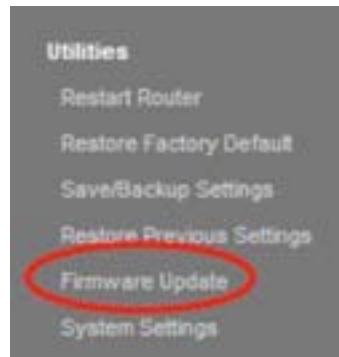 Utilities
Restart Router
Restore Factory Default
Save/Backup Settings
Restore Previous Settings
Firmware Update
System Settings